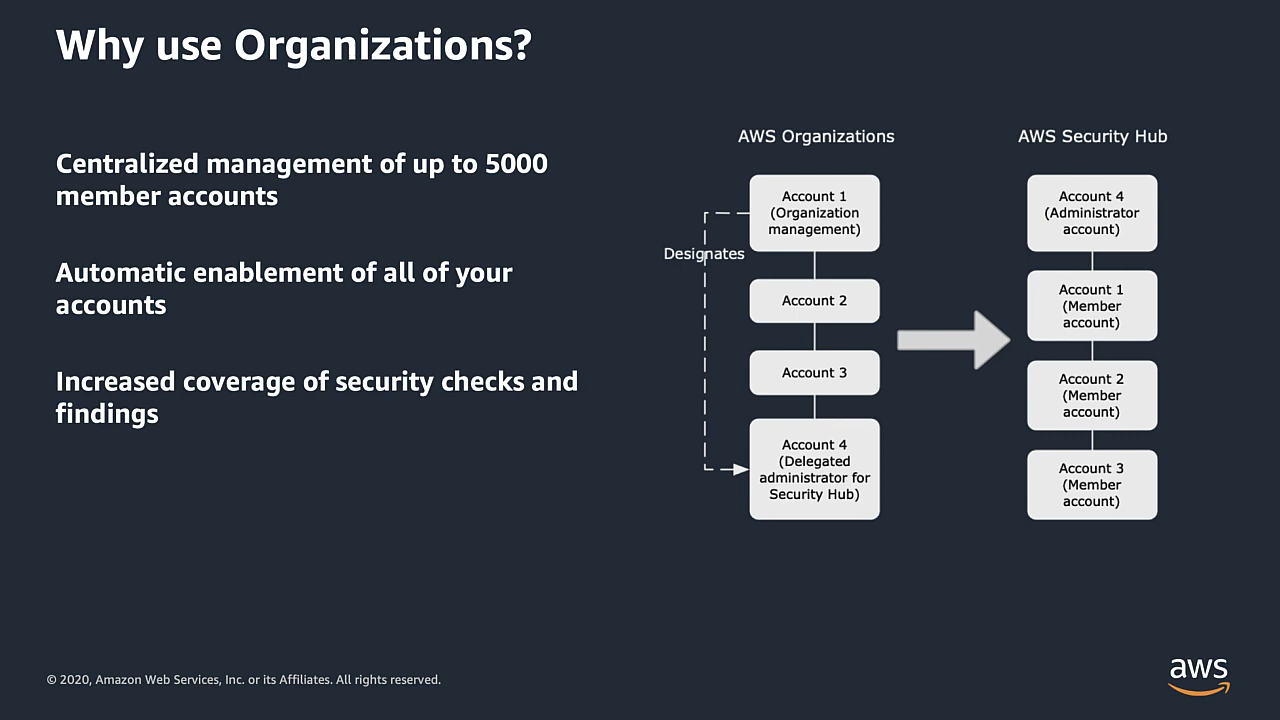 Why use Organizations?
Centralized management of up to 5000
member accounts
Automatic enablement of all of your
accounts
Increased coverage of security checks and
findings
AWS Organizations
Account 1
(Organization
management)
Designates
Account 2
Account 3
Account 4
(Delegated
administrator for
Security Hub)
AWS Security Hub
Account 4
(Administrator
account)
Account 1
(Member
account)
Account 2
(Member
account)
Account 3
(Member
account)
© 2020, Amazon Web Services, Inc. or its Affiliates. All rights reserved.
aws